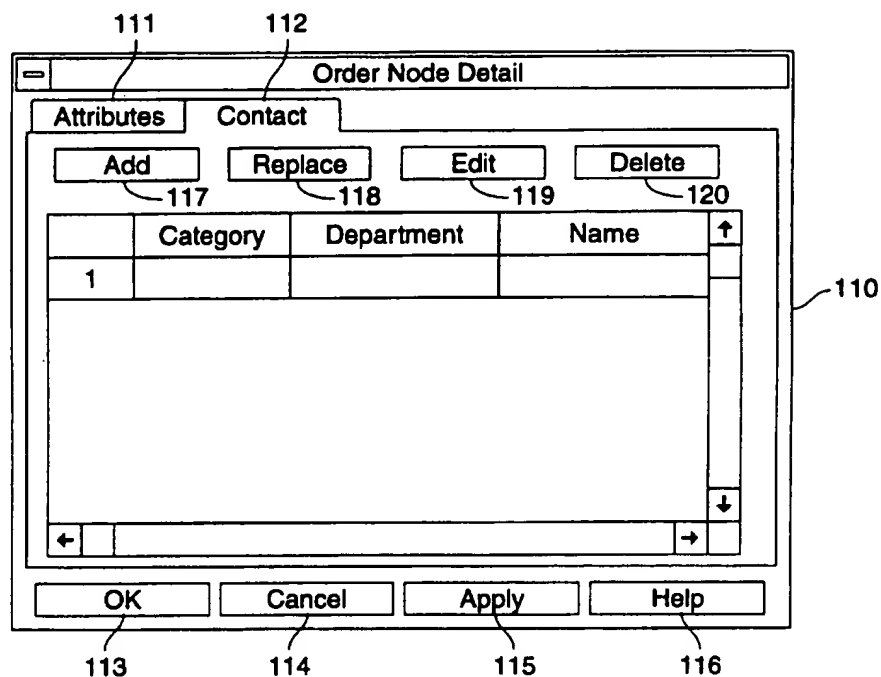 111 112
Order Node Detail
Attributes Contact
Add Replace Edit Delete
117 118 119 120
Category Department Name
1
110
OK Cancel Apply Help
113 114 115 116